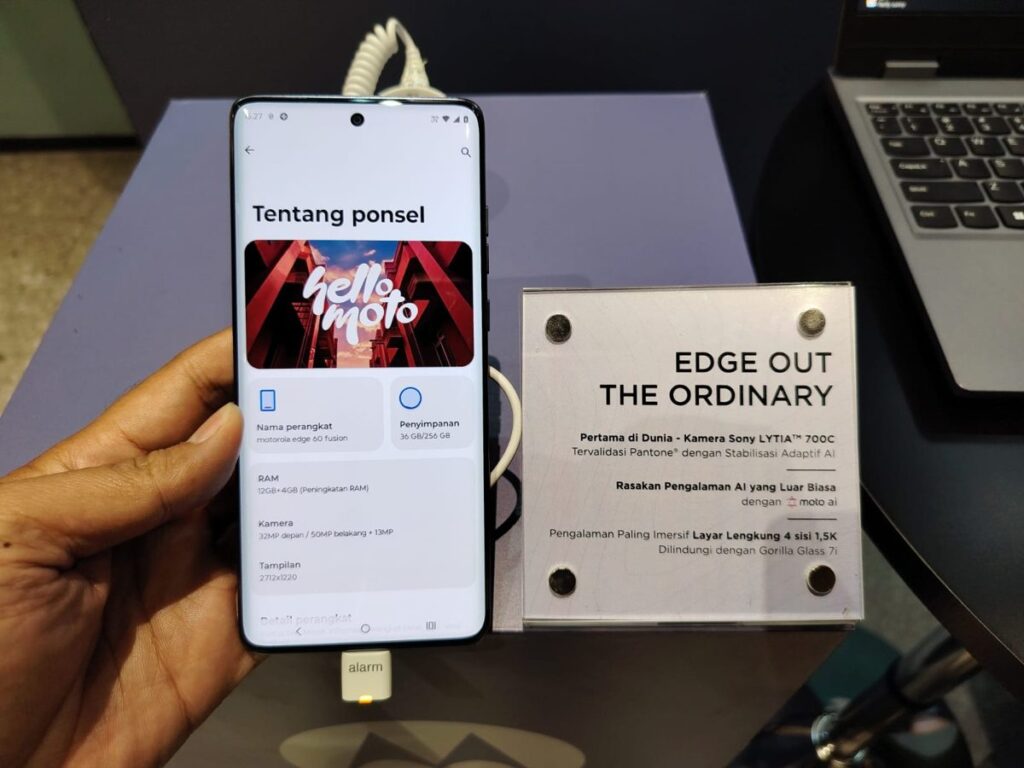 Tentang ponsel
hello
moto
Nama perangkat
motorola edge 60 fusion
Penyimpanan
36 GB/256 GB
RAM
12GB+4GB (Peningkatan RAM)
Kamera
32MP depan / 50MP belakang + 13MP
Tampilan
2712x1220
Detail perangkat
alarm
EDGE OUT
THE ORDINARY
Pertama di Dunia - Kamera Sony LYTIA™ 700C
Tervalidasi Pantone® dengan Stabilisasi Adaptif AI
Rasakan Pengalaman AI yang Luar Biasa
dengan moto ai
Pengalaman Paling Imersif Layar Lengkung 4 sisi 1,5K
Dilindungi dengan Gorilla Glass 7i